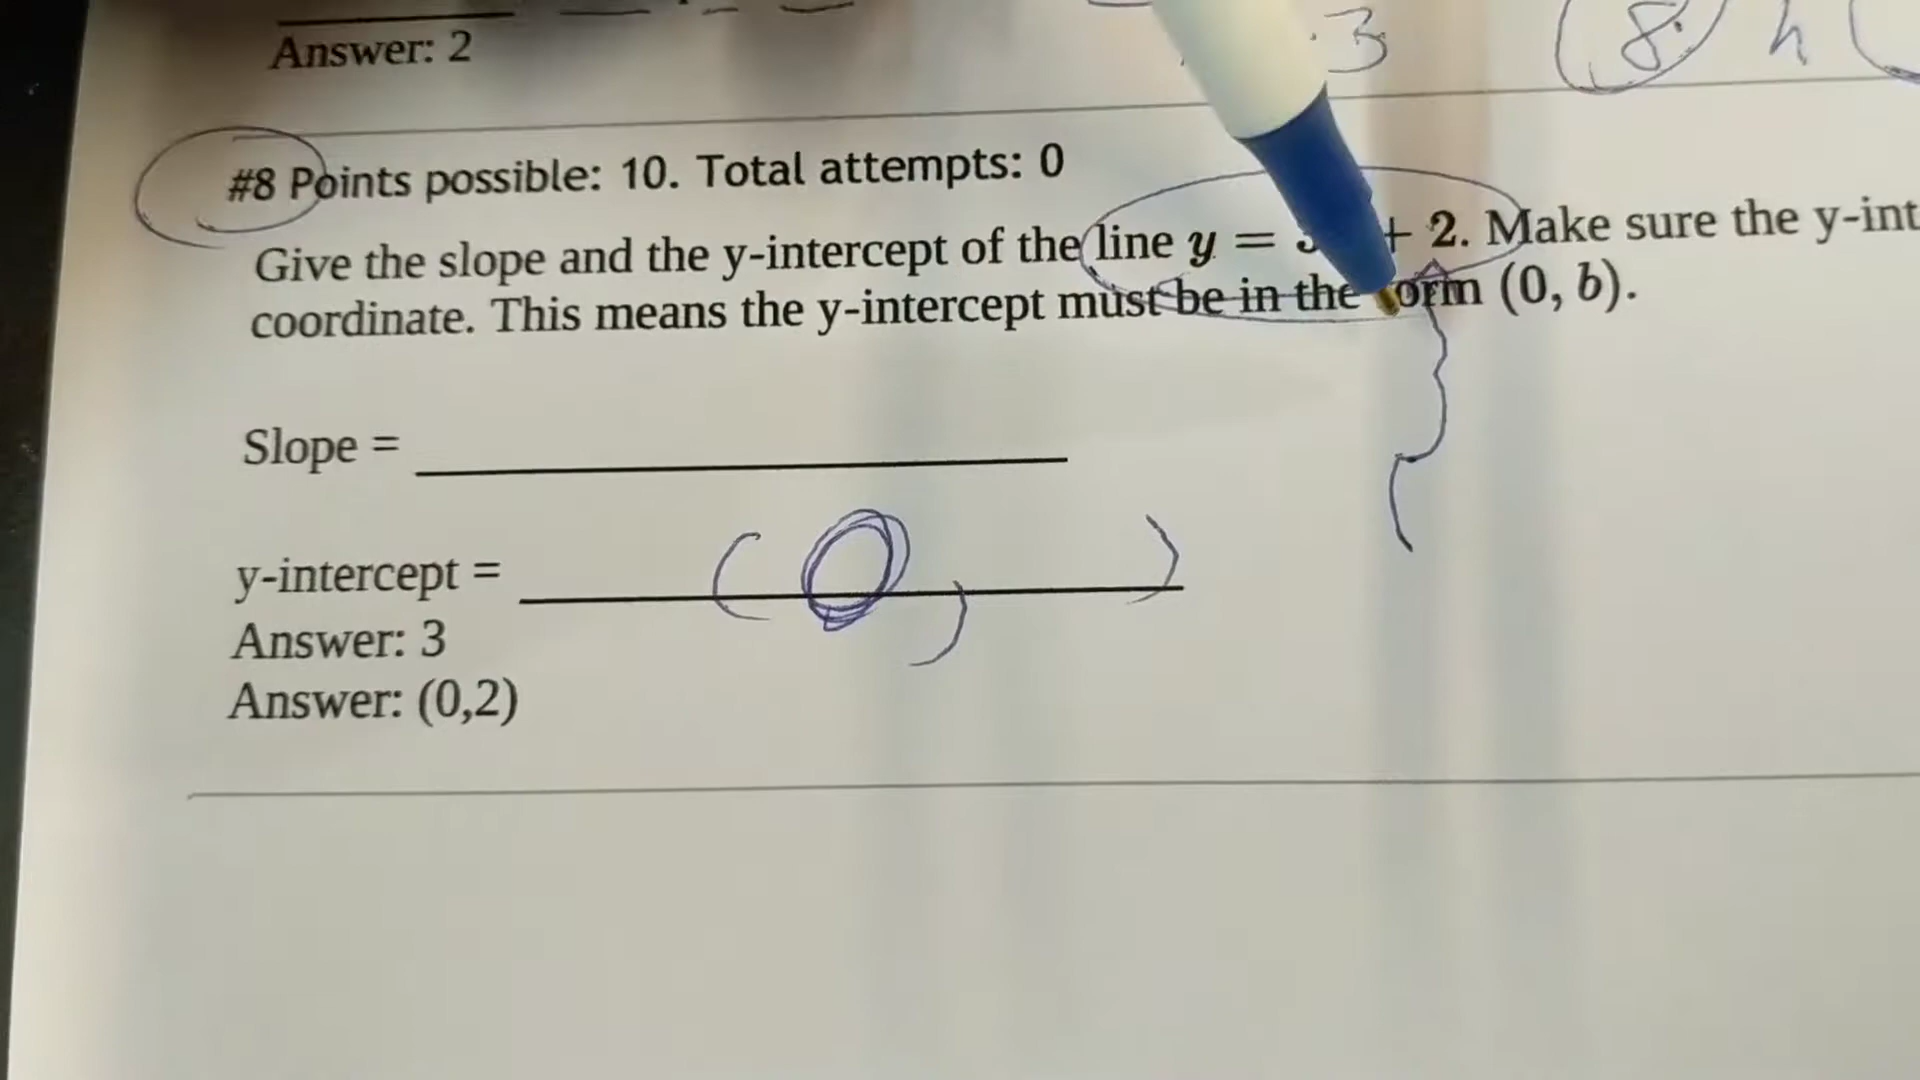 Answer: 2
3
8 h
#8 Points possible: 10. Total attempts: 0
Give the slope and the y-intercept of the line y = + 2. Make sure the y-int
coordinate. This means the y-intercept must be in the form (0, b).
Slope =
y-intercept = (0, )
Answer: 3
Answer: (0,2)